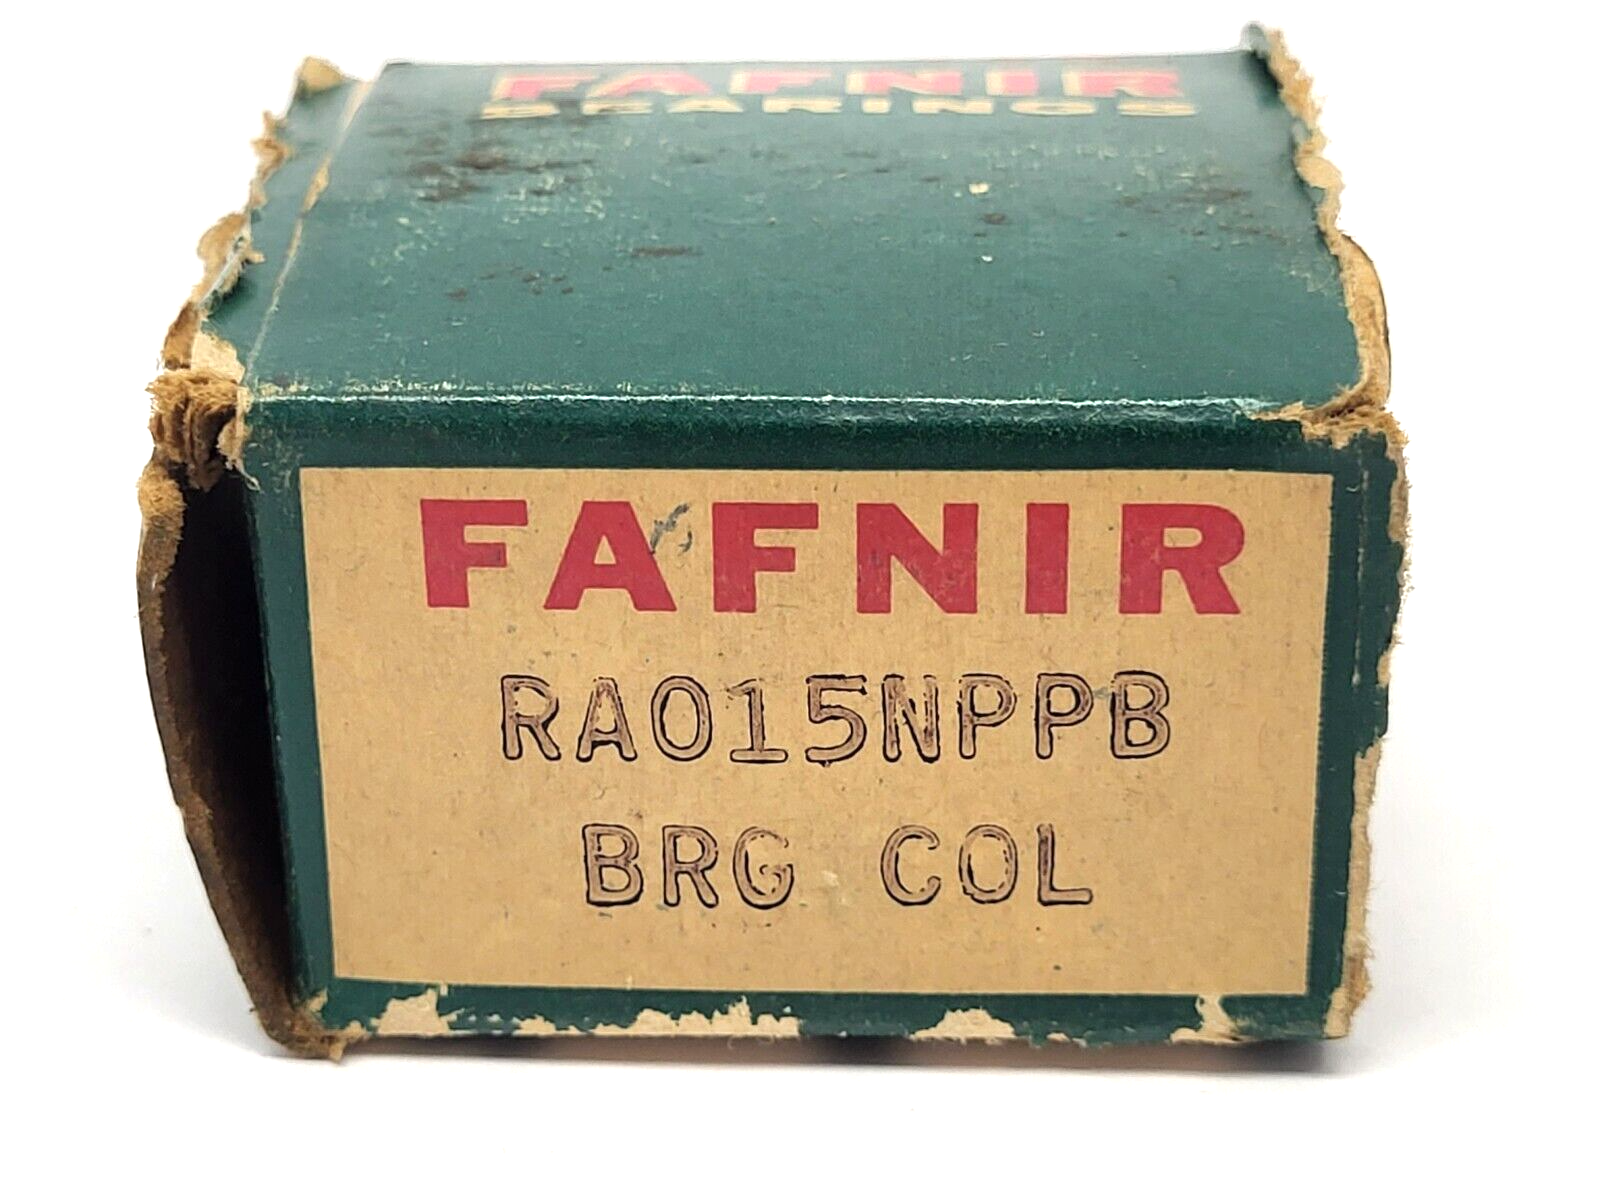 FAFNIR
BEARINGS
FAFNIR
RA015NPPB
BRG COL